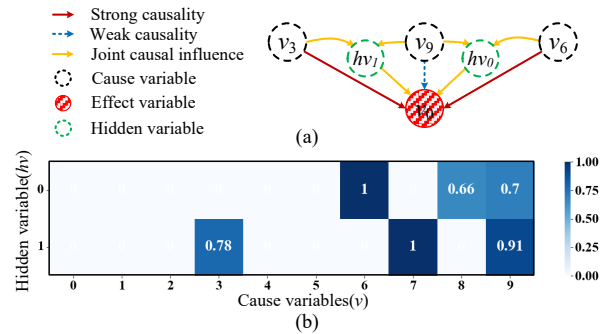 Strong causality
Weak causality
Joint causal influence
Cause variable
Effect variable
Hidden variable
v3 v9 v6
hv1 hv0
v0
(a)
Hidden variable(hv)
0 0 0 0 0 0 0 1 0 0.66 0.7
1 0 0 0 0.78 0 0 0 1 0 0.91
0 1 2 3 4 5 6 7 8 9
Cause variables(v)
1.00
0.75
0.50
0.25
0.00
(b)